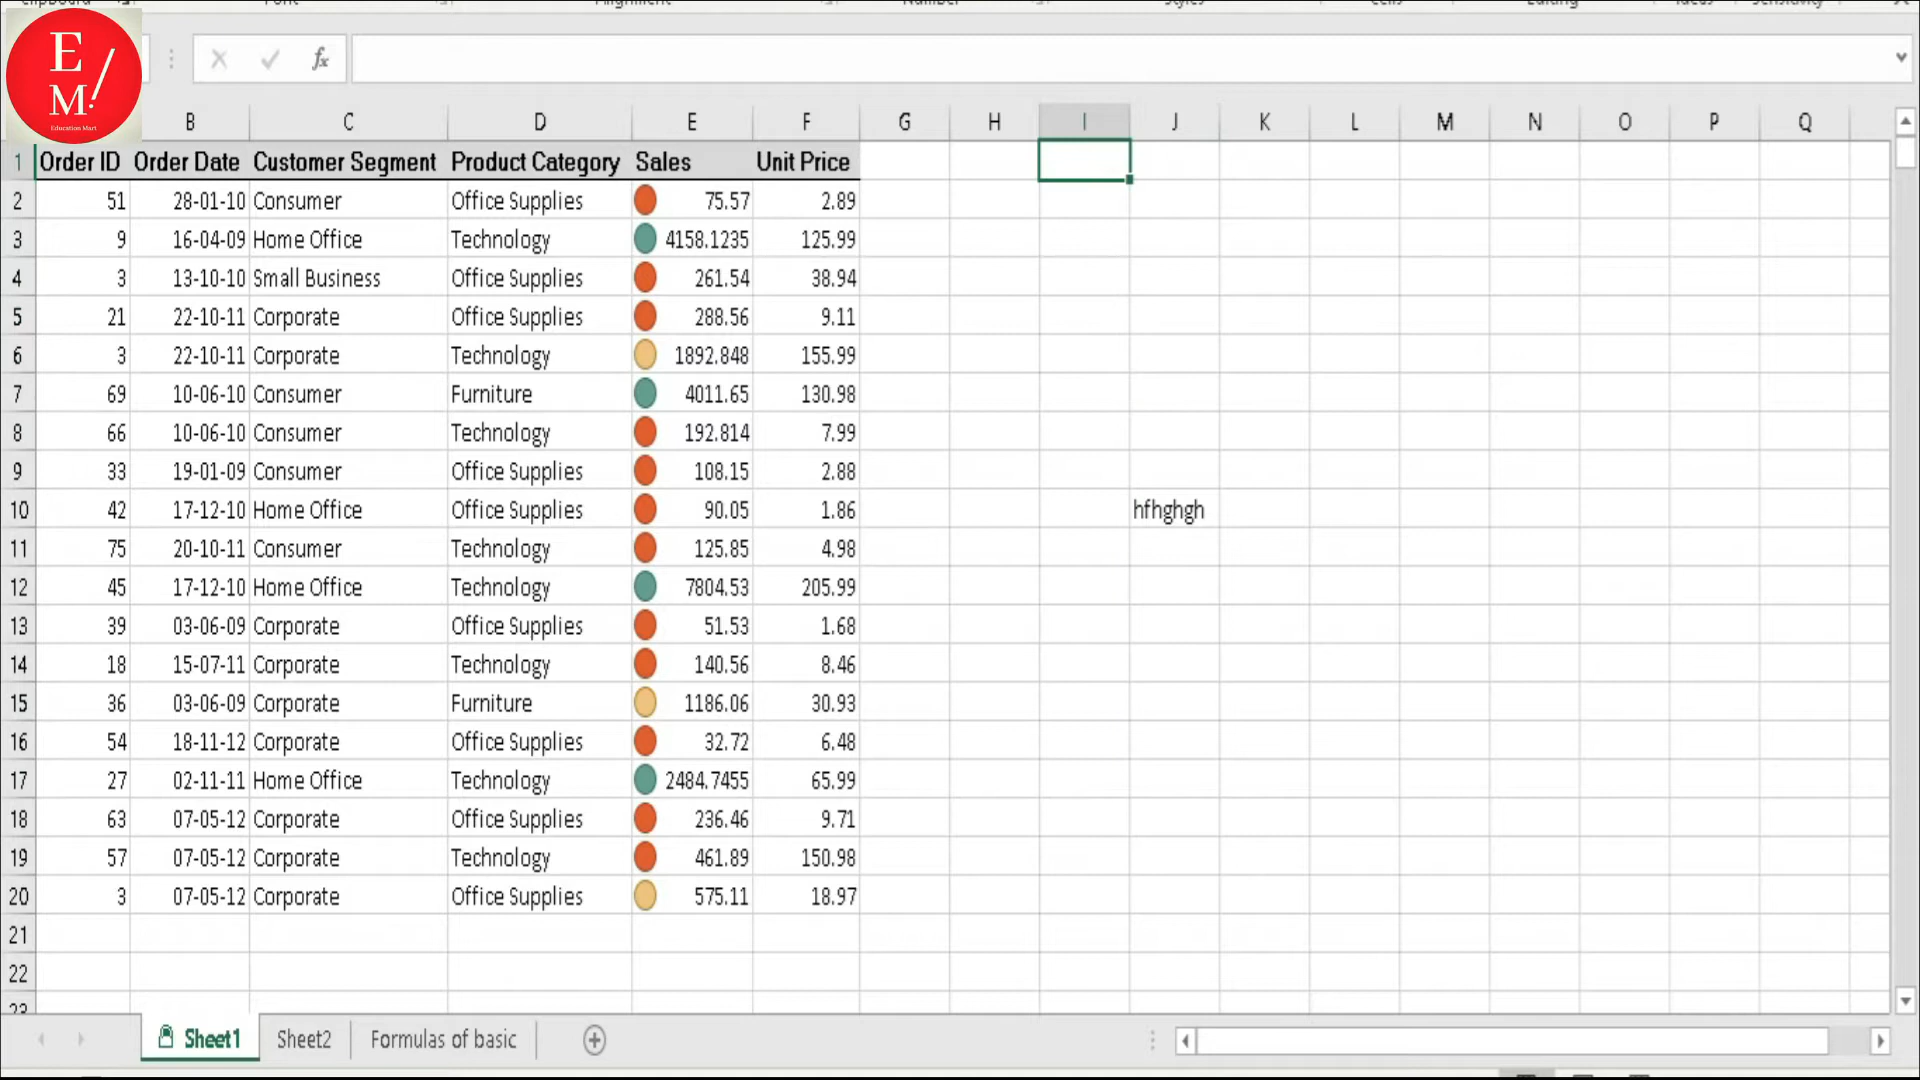 Clipboard Font Alignment Number Styles Cells Editing Ideas Sensitivity
E
M!
Education Mart
fx
B C D E F G H I J K L M N O P Q
1 Order ID Order Date Customer Segment Product Category Sales Unit Price
2 51 28-01-10 Consumer Office Supplies 75.57 2.89
3 9 16-04-09 Home Office Technology 4158.1235 125.99
4 3 13-10-10 Small Business Office Supplies 261.54 38.94
5 21 22-10-11 Corporate Office Supplies 288.56 9.11
6 3 22-10-11 Corporate Technology 1892.848 155.99
7 69 10-06-10 Consumer Furniture 4011.65 130.98
8 66 10-06-10 Consumer Technology 192.814 7.99
9 33 19-01-09 Consumer Office Supplies 108.15 2.88
10 42 17-12-10 Home Office Office Supplies 90.05 1.86 hfhghgh
11 75 20-10-11 Consumer Technology 125.85 4.98
12 45 17-12-10 Home Office Technology 7804.53 205.99
13 39 03-06-09 Corporate Office Supplies 51.53 1.68
14 18 15-07-11 Corporate Technology 140.56 8.46
15 36 03-06-09 Corporate Furniture 1186.06 30.93
16 54 18-11-12 Corporate Office Supplies 32.72 6.48
17 27 02-11-11 Home Office Technology 2484.7455 65.99
18 63 07-05-12 Corporate Office Supplies 236.46 9.71
19 57 07-05-12 Corporate Technology 461.89 150.98
20 3 07-05-12 Corporate Office Supplies 575.11 18.97
21
22
23
Sheet1 Sheet2 Formulas of basic